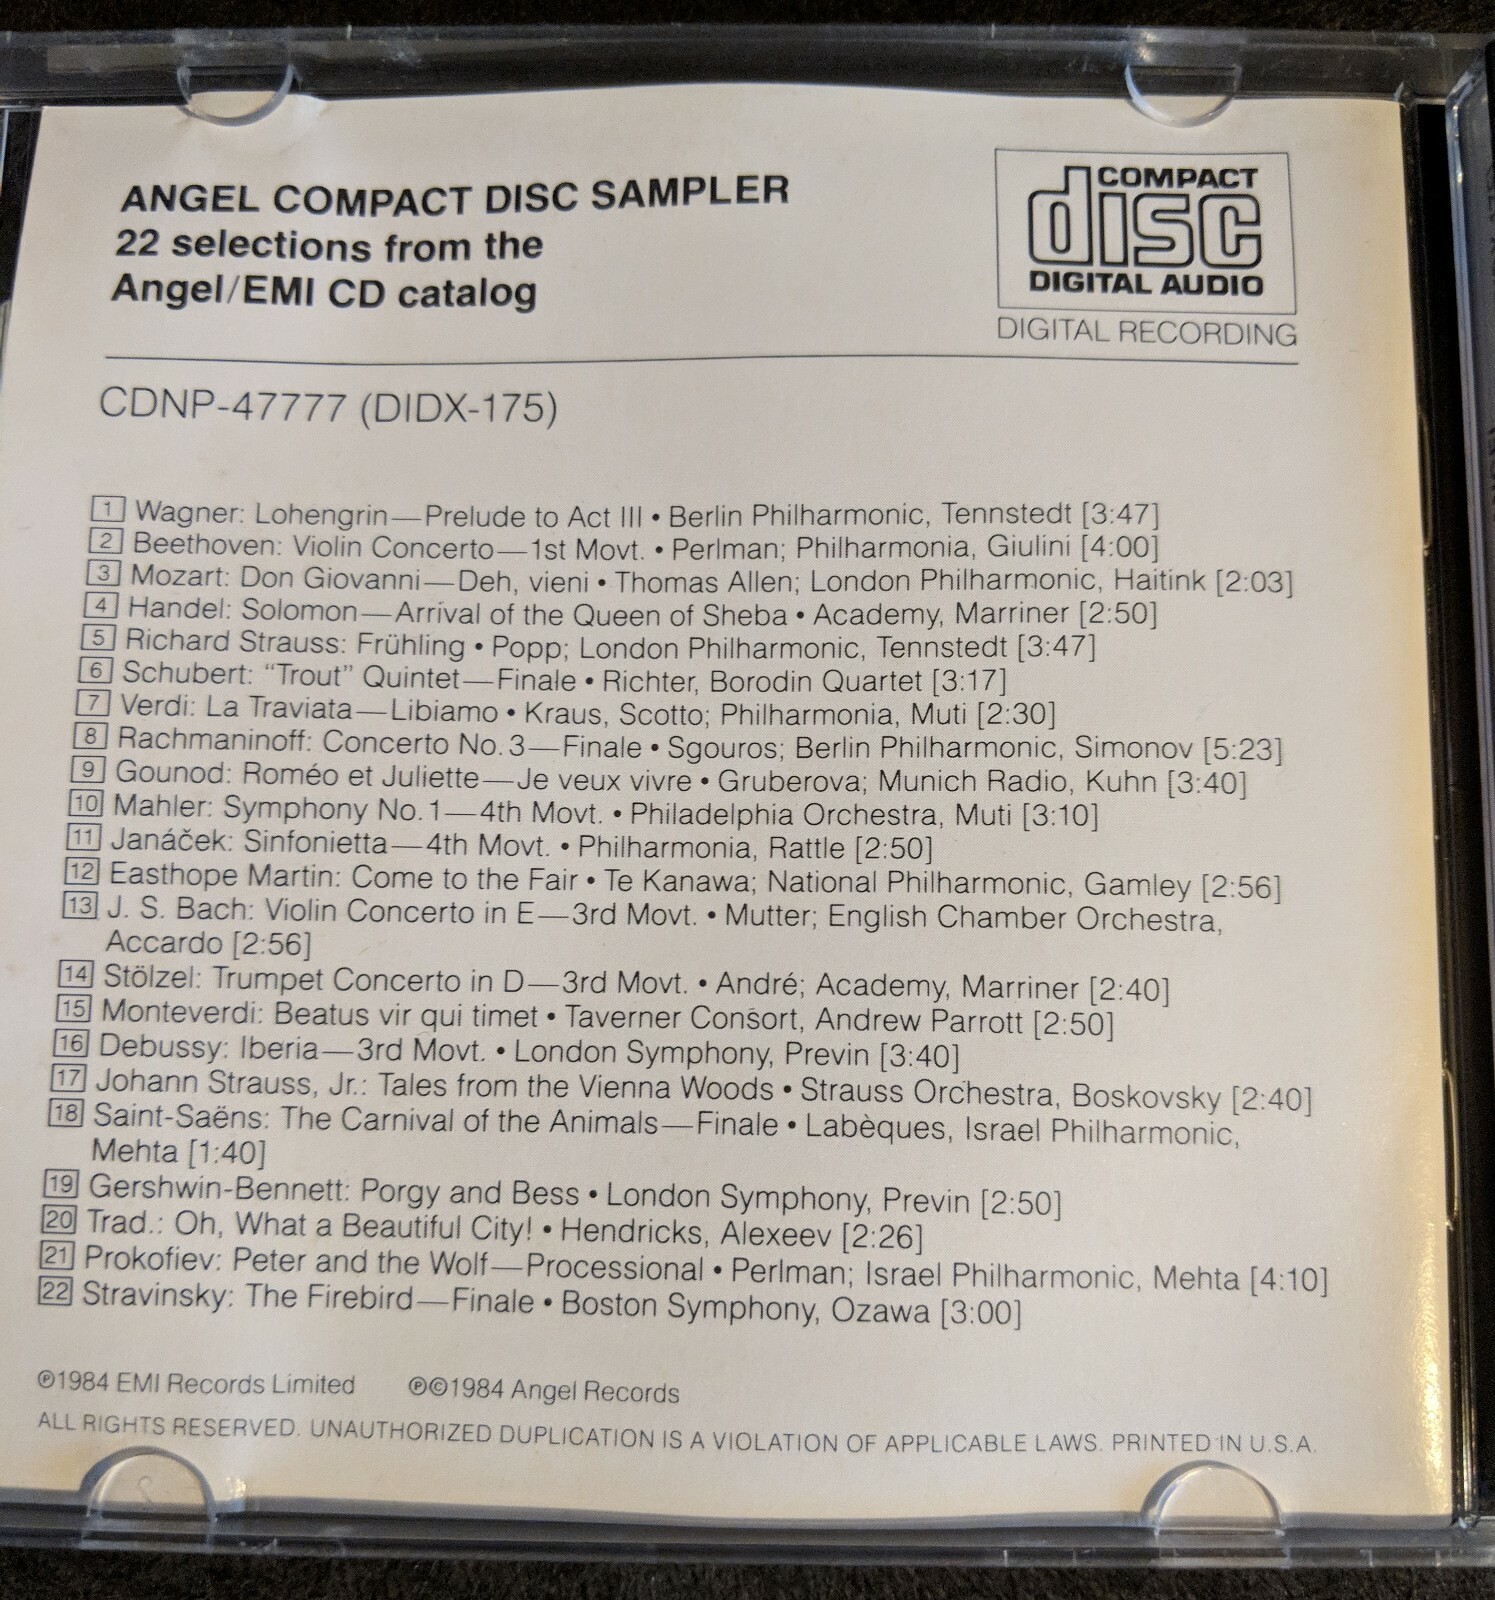 ANGEL COMPACT DISC SAMPLER
22 selections from the
Angel/EMI CD catalog
COMPACT
disc
DIGITAL AUDIO
DIGITAL RECORDING
CDNP-47777 (DIDX-175)
1 Wagner: Lohengrin—Prelude to Act III • Berlin Philharmonic, Tennstedt [3:47]
2 Beethoven: Violin Concerto—1st Movt. • Perlman; Philharmonia, Giulini [4:00]
3 Mozart: Don Giovanni—Deh, vieni • Thomas Allen; London Philharmonic, Haitink [2:03]
4 Handel: Solomon—Arrival of the Queen of Sheba • Academy, Marriner [2:50]
5 Richard Strauss: Frühling • Popp; London Philharmonic, Tennstedt [3:47]
6 Schubert: “Trout” Quintet—Finale • Richter, Borodin Quartet [3:17]
7 Verdi: La Traviata—Libiamo • Kraus, Scotto; Philharmonia, Muti [2:30]
8 Rachmaninoff: Concerto No. 3—Finale • Sgouros; Berlin Philharmonic, Simonov [5:23]
9 Gounod: Roméo et Juliette—Je veux vivre • Gruberova; Munich Radio, Kuhn [3:40]
10 Mahler: Symphony No. 1—4th Movt. • Philadelphia Orchestra, Muti [3:10]
11 Janáček: Sinfonietta—4th Movt. • Philharmonia, Rattle [2:50]
12 Easthope Martin: Come to the Fair • Te Kanawa; National Philharmonic, Gamley [2:56]
13 J. S. Bach: Violin Concerto in E—3rd Movt. • Mutter; English Chamber Orchestra,
Accardo [2:56]
14 Stölzel: Trumpet Concerto in D—3rd Movt. • André; Academy, Marriner [2:40]
15 Monteverdi: Beatus vir qui timet • Taverner Consort, Andrew Parrott [2:50]
16 Debussy: Iberia—3rd Movt. • London Symphony, Previn [3:40]
17 Johann Strauss, Jr.: Tales from the Vienna Woods • Strauss Orchestra, Boskovsky [2:40]
18 Saint-Saëns: The Carnival of the Animals—Finale • Labèques, Israel Philharmonic,
Mehta [1:40]
19 Gershwin-Bennett: Porgy and Bess • London Symphony, Previn [2:50]
20 Trad.: Oh, What a Beautiful City! • Hendricks, Alexeev [2:26]
21 Prokofiev: Peter and the Wolf—Processional • Perlman; Israel Philharmonic, Mehta [4:10]
22 Stravinsky: The Firebird—Finale • Boston Symphony, Ozawa [3:00]
℗1984 EMI Records Limited ℗©1984 Angel Records
ALL RIGHTS RESERVED. UNAUTHORIZED DUPLICATION IS A VIOLATION OF APPLICABLE LAWS. PRINTED IN U.S.A.